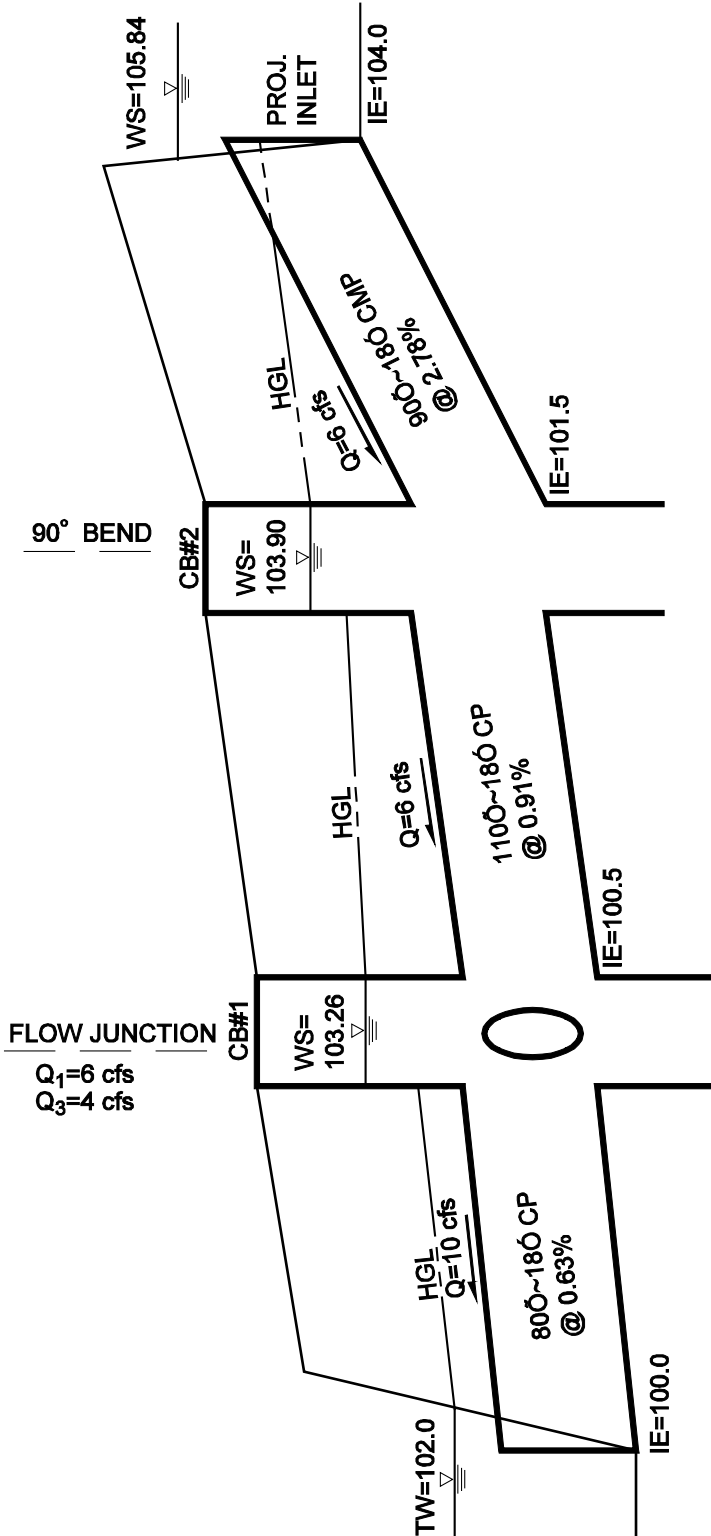 WS=105.84
PROJ.
INLET
IE=104.0
90Õ~18Ó CMP
@ 2.78%
HGL
Q=6 cfs
IE=101.5
90° BEND
CB#2
WS=
103.90
HGL
Q=6 cfs
110Õ~18Ó CP
@ 0.91%
IE=100.5
FLOW JUNCTION
Q₁=6 cfs
Q₃=4 cfs
CB#1
WS=
103.26
HGL
Q=10 cfs
80Õ~18Ó CP
@ 0.63%
TW=102.0
IE=100.0